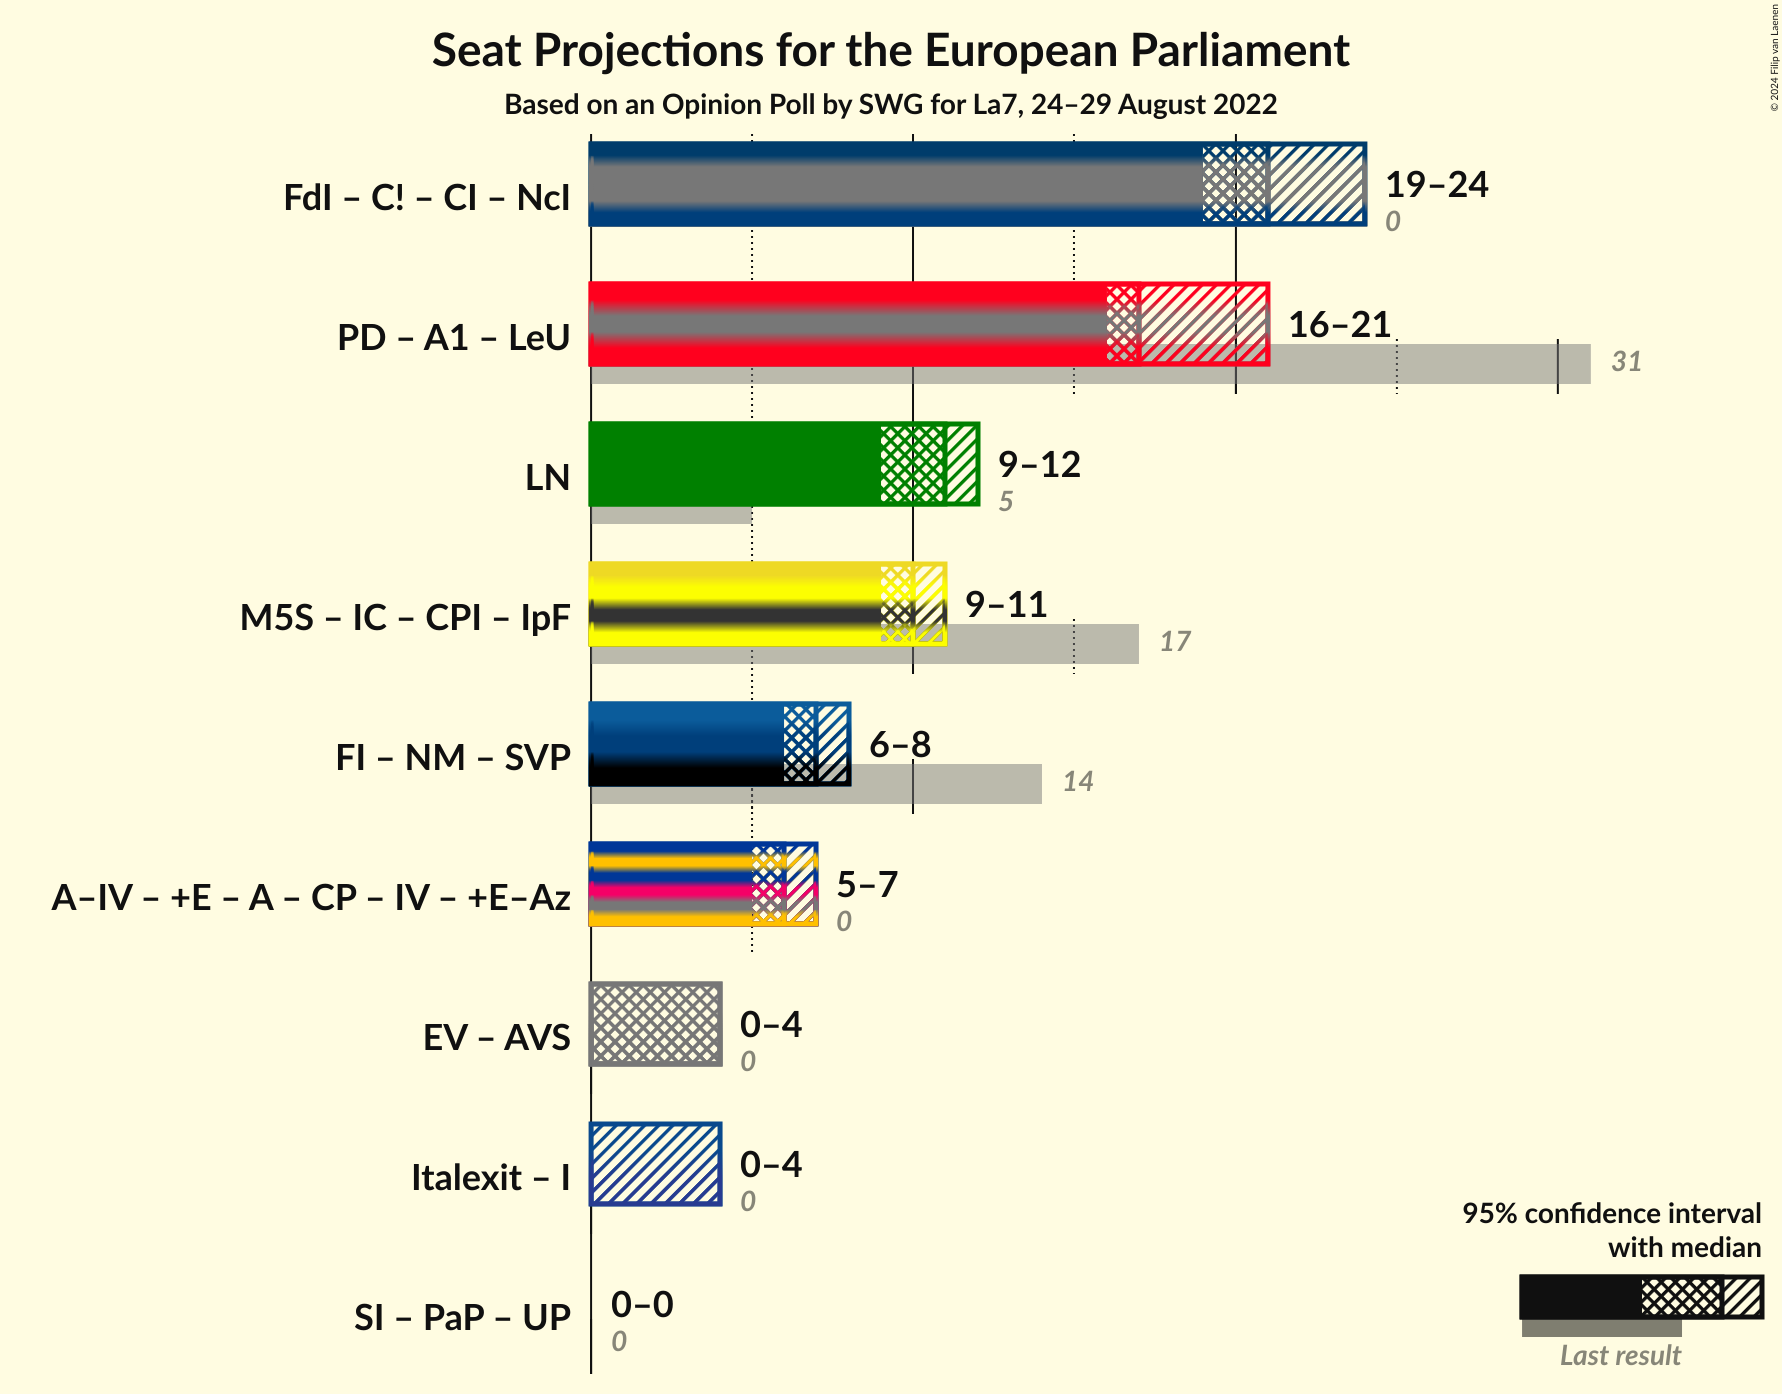 Seat Projections for the European Parliament
Based on an Opinion Poll by SWG for La7, 24–29 August 2022
© 2024 Filip van Laenen
FdI – C! – CI – NcI
19–24
0
PD – A1 – LeU
16–21
31
LN
9–12
5
M5S – IC – CPI – IpF
9–11
17
FI – NM – SVP
6–8
14
A–IV – +E – A – CP – IV – +E–Az
5–7
0
EV – AVS
0–4
0
Italexit – I
0–4
0
SI – PaP – UP
0–0
0
95% confidence interval
with median
Last result